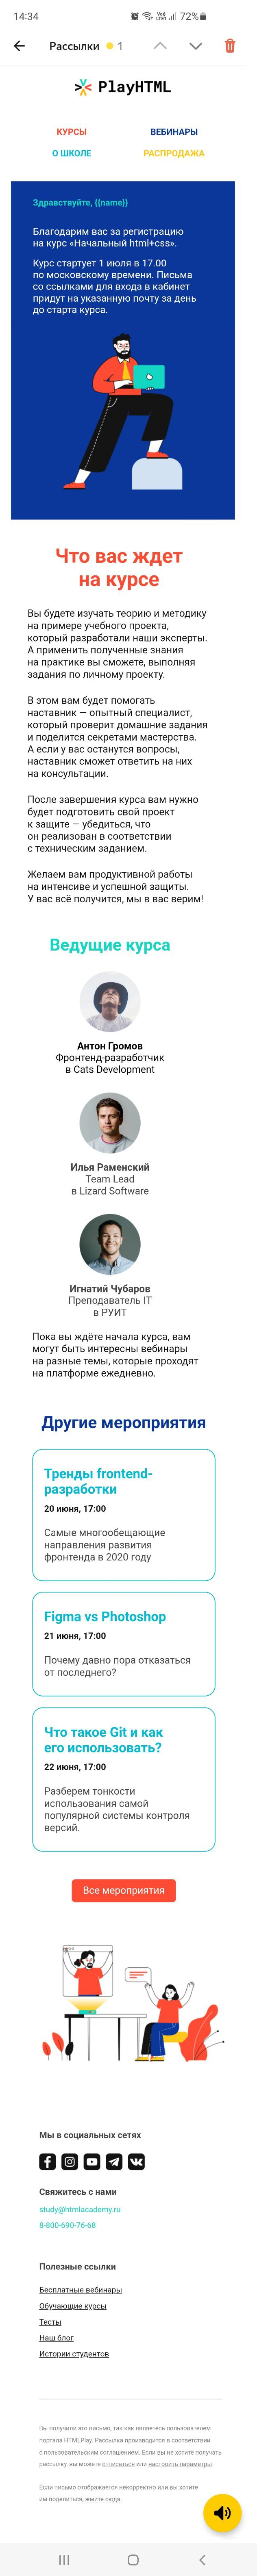 14:34
72%
Рассылки
1
PlayHTML
КУРСЫ
ВЕБИНАРЫ
О ШКОЛЕ
РАСПРОДАЖА
Здравствуйте, {{name}}
Благодарим вас за регистрацию
на курс «Начальный html+css».
Курс стартует 1 июля в 17.00
по московскому времени. Письма
со ссылками для входа в кабинет
придут на указанную почту за день
до старта курса.
Что вас ждет
на курсе
Вы будете изучать теорию и методику
на примере учебного проекта,
который разработали наши эксперты.
А применить полученные знания
на практике вы сможете, выполняя
задания по личному проекту.
В этом вам будет помогать
наставник — опытный специалист,
который проверит домашние задания
и поделится секретами мастерства.
А если у вас останутся вопросы,
наставник сможет ответить на них
на консультации.
После завершения курса вам нужно
будет подготовить свой проект
к защите — убедиться, что
он реализован в соответствии
с техническим заданием.
Желаем вам продуктивной работы
на интенсиве и успешной защиты.
У вас всё получится, мы в вас верим!
Ведущие курса
Антон Громов
Фронтенд-разработчик
в Cats Development
Илья Раменский
Team Lead
в Lizard Software
Игнатий Чубаров
Преподаватель IT
в РУИТ
Пока вы ждёте начала курса, вам
могут быть интересны вебинары
на разные темы, которые проходят
на платформе ежедневно.
Другие мероприятия
Тренды frontend-
разработки
20 июня, 17:00
Самые многообещающие
направления развития
фронтенда в 2020 году
Figma vs Photoshop
21 июня, 17:00
Почему давно пора отказаться
от последнего?
Что такое Git и как
его использовать?
22 июня, 17:00
Разберем тонкости
использования самой
популярной системы контроля
версий.
Все мероприятия
Мы в социальных сетях
Свяжитесь с нами
study@htmlacademy.ru
8-800-690-76-68
Полезные ссылки
Бесплатные вебинары
Обучающие курсы
Тесты
Наш блог
Истории студентов
Вы получили это письмо, так как являетесь пользователем
портала HTMLPlay. Рассылка производится в соответствии
с пользовательским соглашением. Если вы не хотите получать
рассылку, вы можете отписаться или настроить параметры.
Если письмо отображается некорректно или вы хотите
им поделиться, жмите сюда.